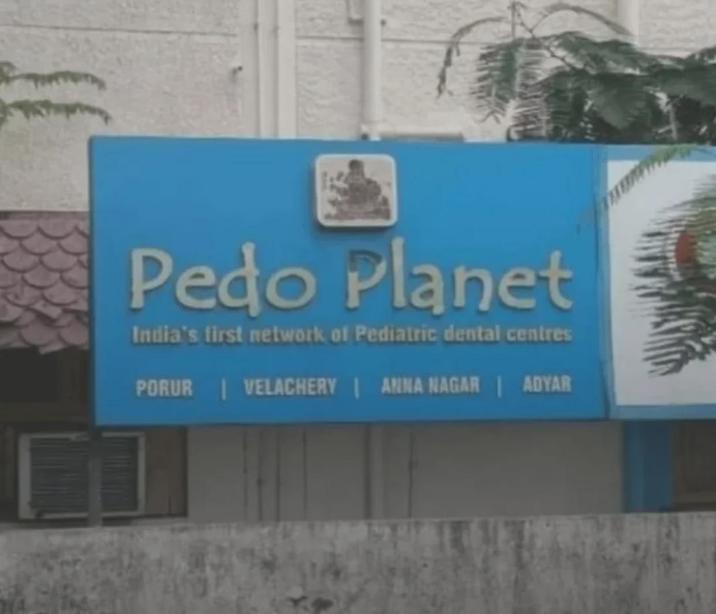 Pedo Planet
India's first network of Pediatric dental centres
PORUR | VELACHERY | ANNA NAGAR | ADYAR